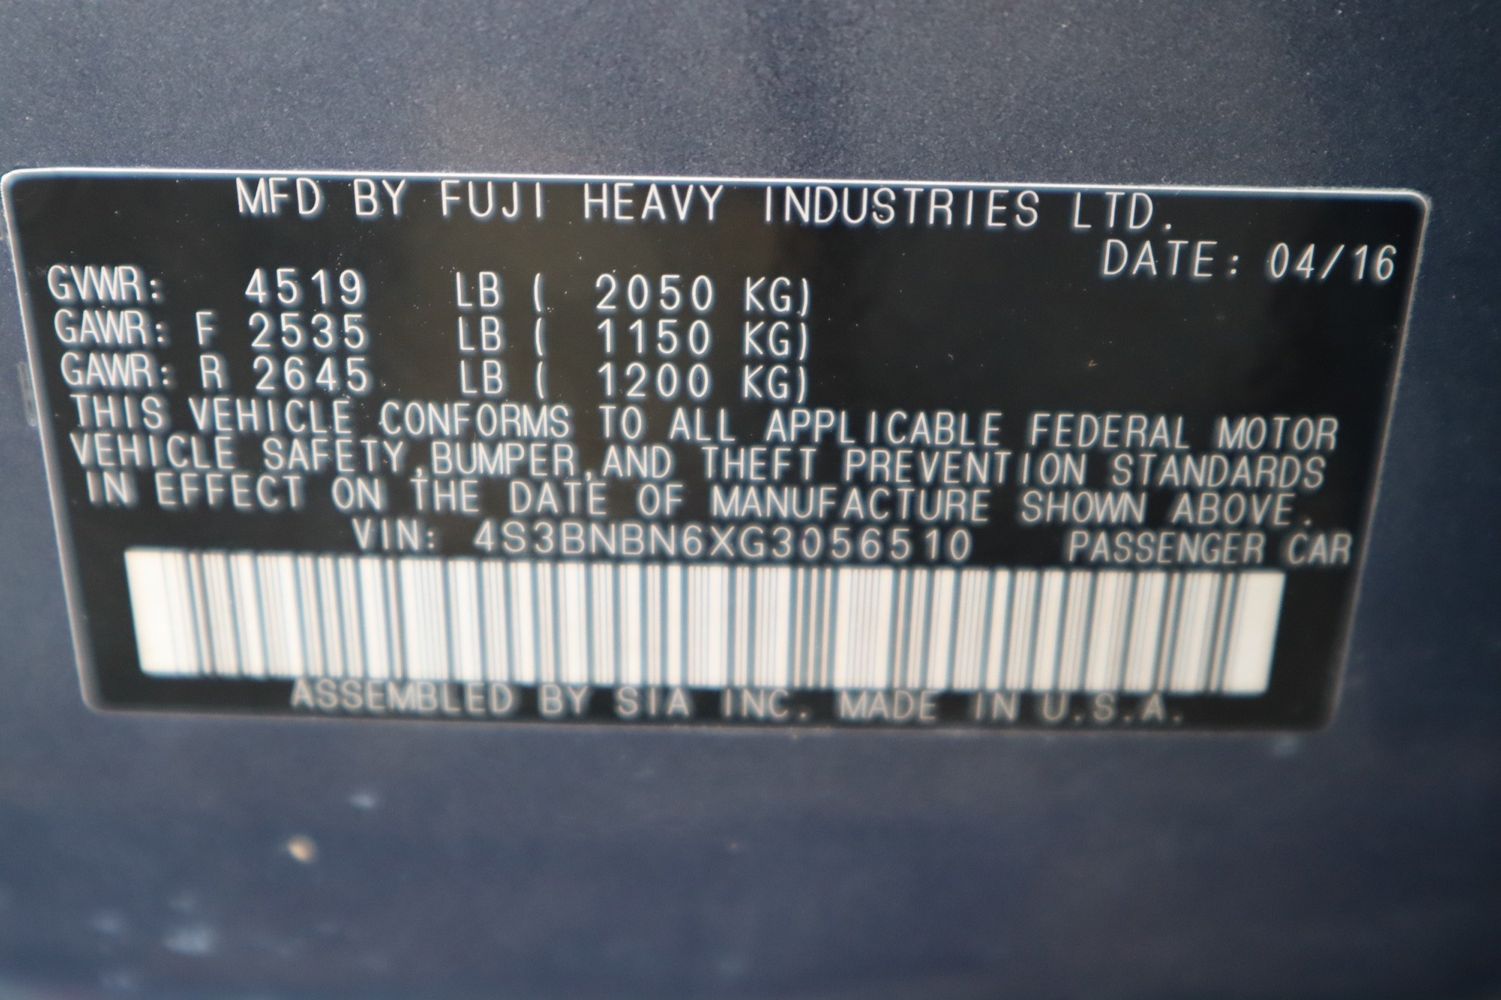 MFD BY FUJI HEAVY INDUSTRIES LTD.
DATE: 04/16
GVWR: 4519 LB ( 2050 KG)
GAWR: F 2535 LB ( 1150 KG)
GAWR: R 2645 LB ( 1200 KG)
THIS VEHICLE CONFORMS TO ALL APPLICABLE FEDERAL MOTOR
VEHICLE SAFETY,BUMPER,AND THEFT PREVENTION STANDARDS
IN EFFECT ON THE DATE OF MANUFACTURE SHOWN ABOVE.
VIN: 4S3BNBN6XG3056510 PASSENGER CAR
ASSEMBLED BY SIA INC. MADE IN U.S.A.